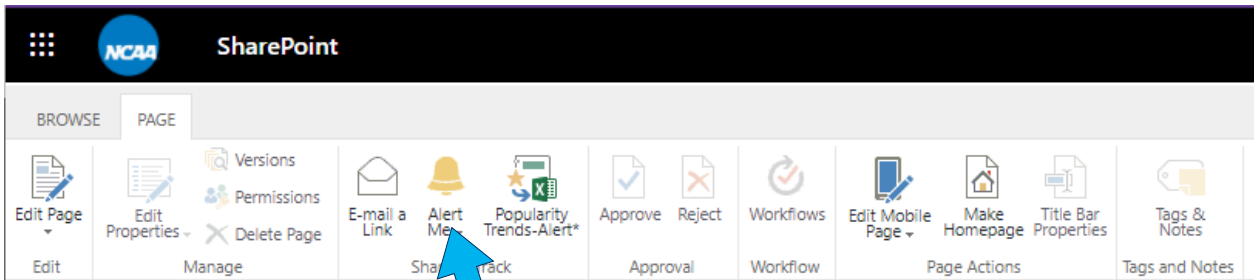 NCAA SharePoint
BROWSE PAGE
Edit Page
Edit
Edit
Properties
Versions
Permissions
Delete Page
Manage
E-mail a
Link
Alert
Me
Popularity
Trends-Alert*
Approve
Reject
Approval
Workflows
Workflow
Edit Mobile
Page
Make
Homepage
Title Bar
Properties
Page Actions
Tags &
Notes
Tags and Notes